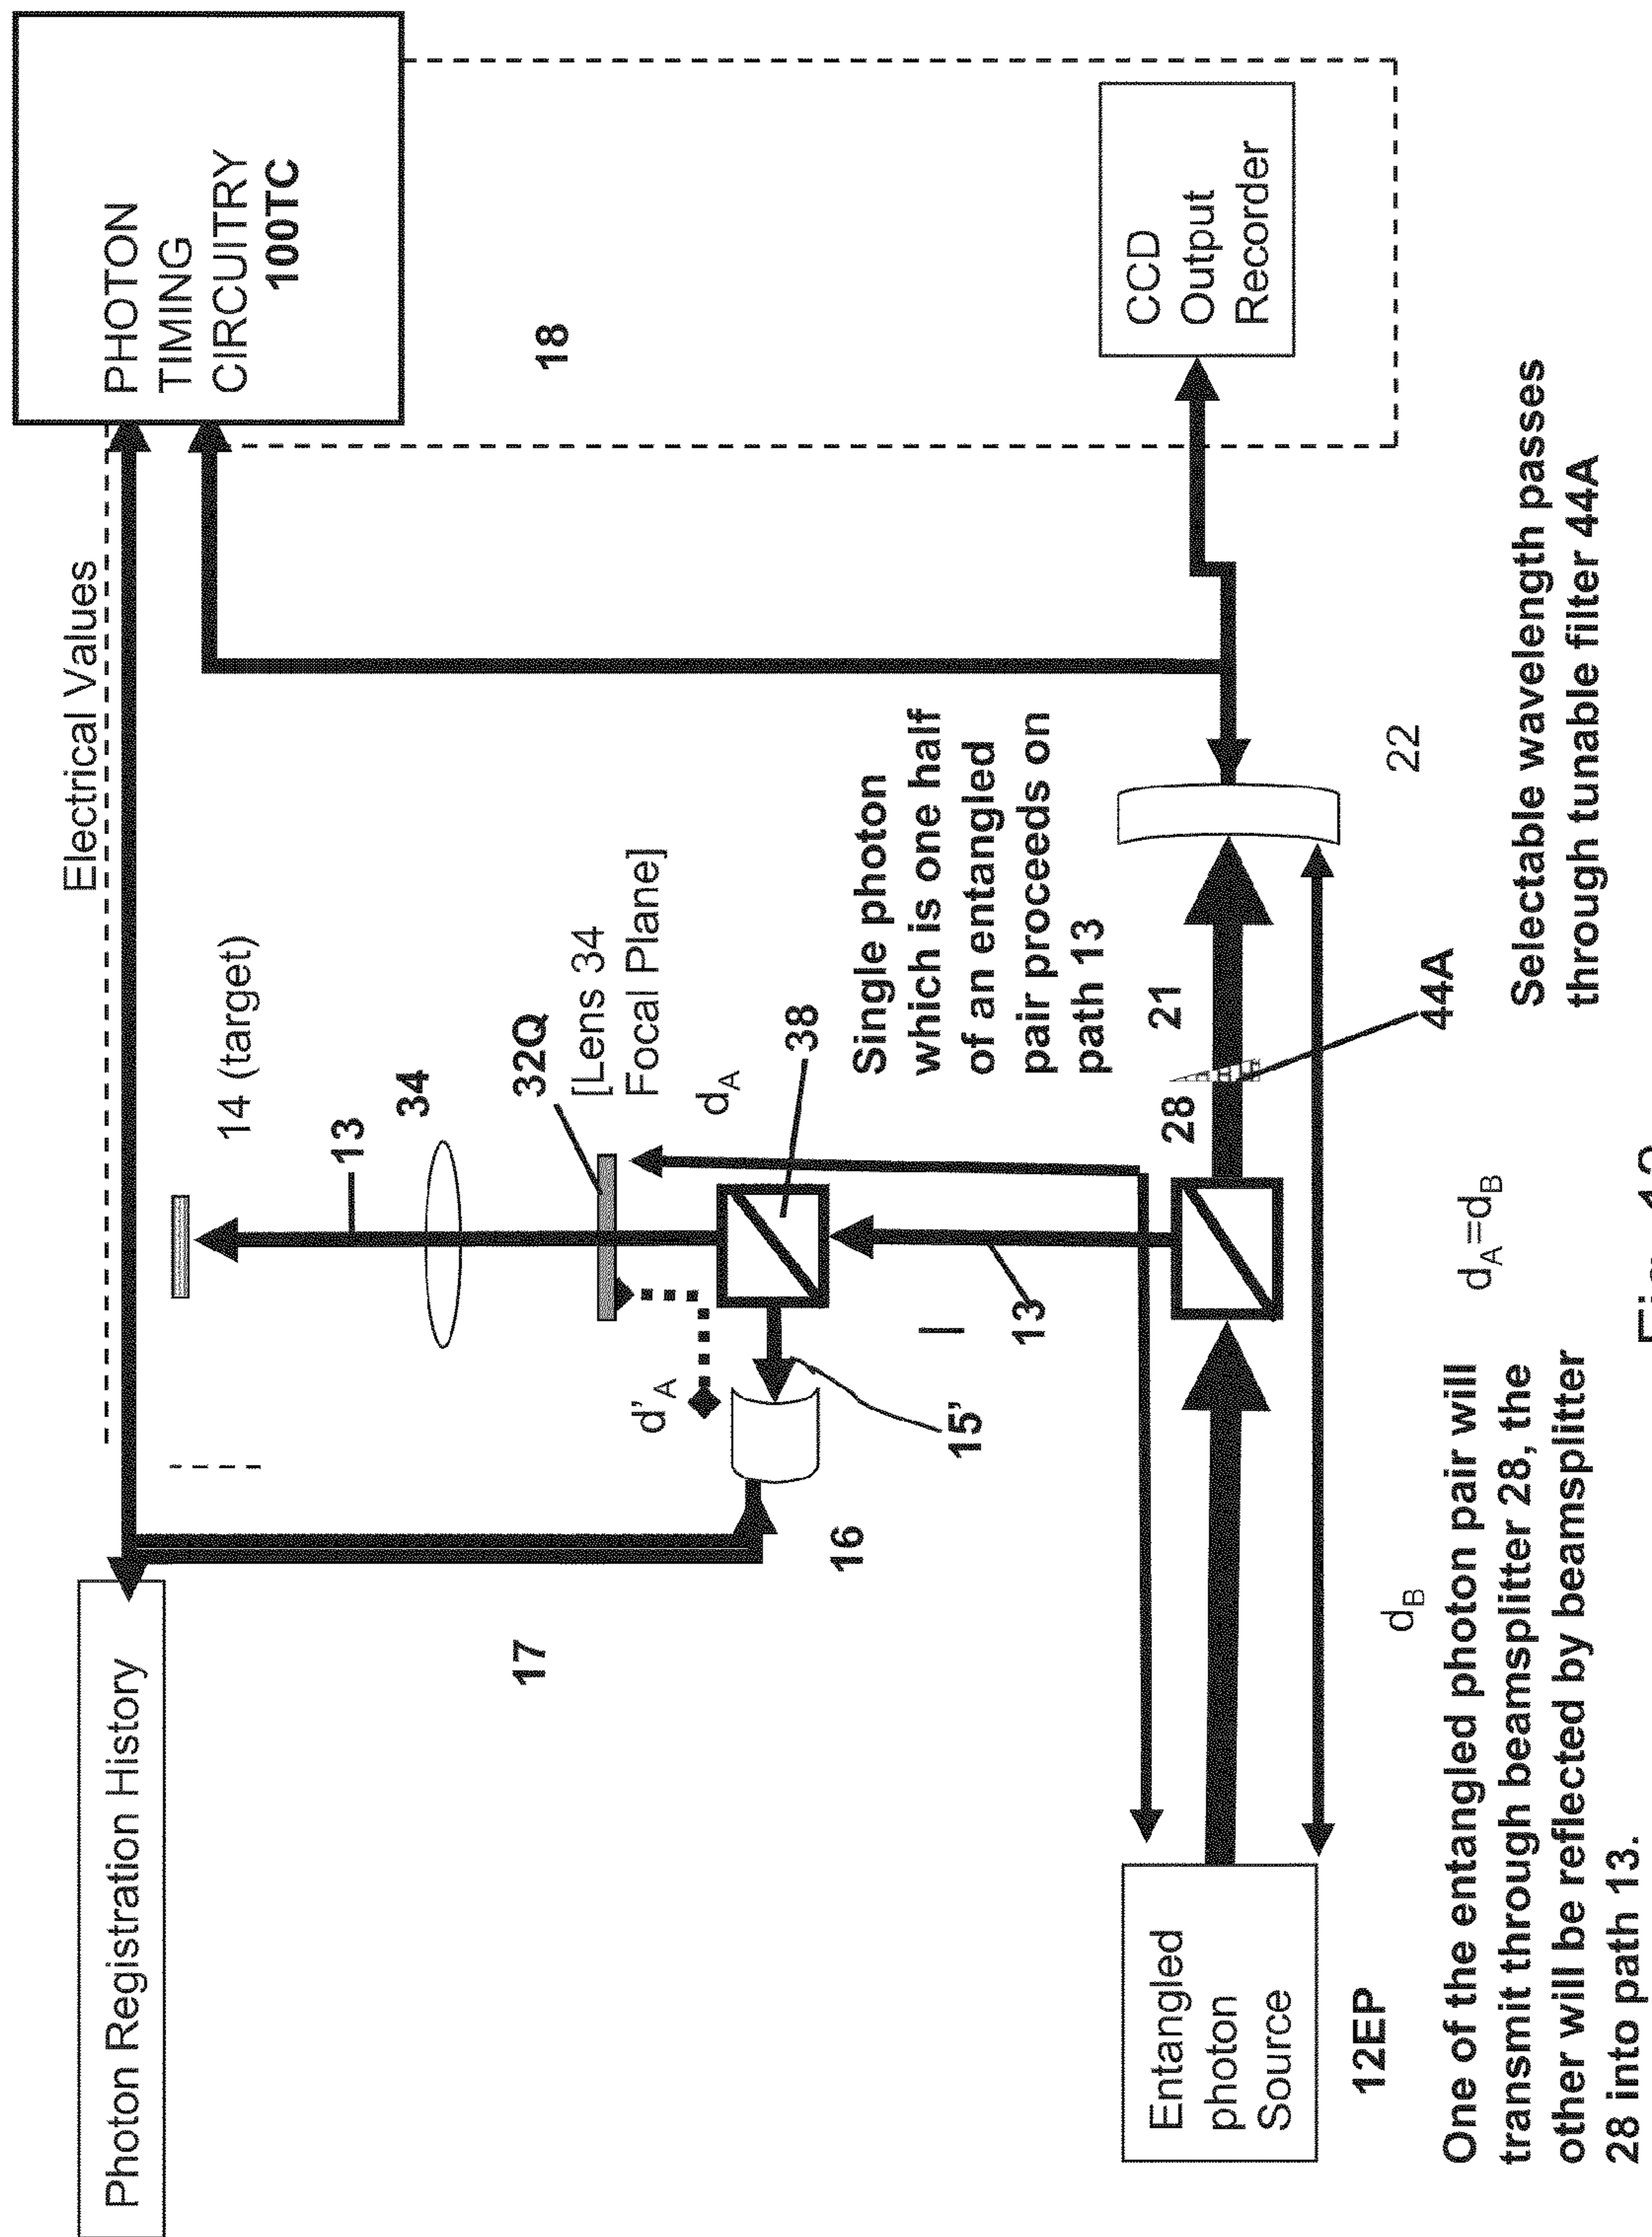 Photon Registration History
Electrical Values
PHOTON
TIMING
CIRCUITRY
100TC
14 (target)
13
34
32Q
[Lens 34
Focal Plane]
d'A
dA
38
15'
16
17
18
13
Single photon
which is one half
of an entangled
pair proceeds on
path 13
CCD
Output
Recorder
Entangled
photon
Source
12EP
28
21
44A
22
dB
dA=dB
One of the entangled photon pair will
transmit through beamsplitter 28, the
other will be reflected by beamsplitter
28 into path 13.
Selectable wavelength passes
through tunable filter 44A